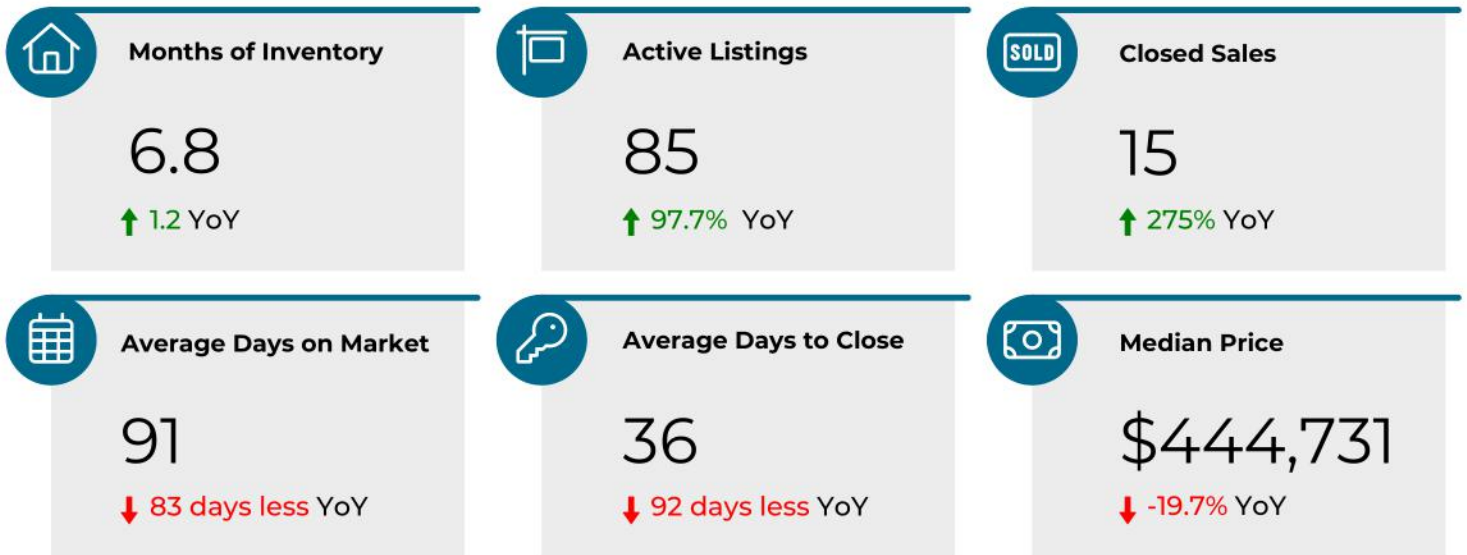 Months of Inventory
6.8
↑ 1.2 YoY
Active Listings
85
↑ 97.7% YoY
SOLD
Closed Sales
15
↑ 275% YoY
Average Days on Market
91
↓ 83 days less YoY
Average Days to Close
36
↓ 92 days less YoY
Median Price
$444,731
↓ -19.7% YoY